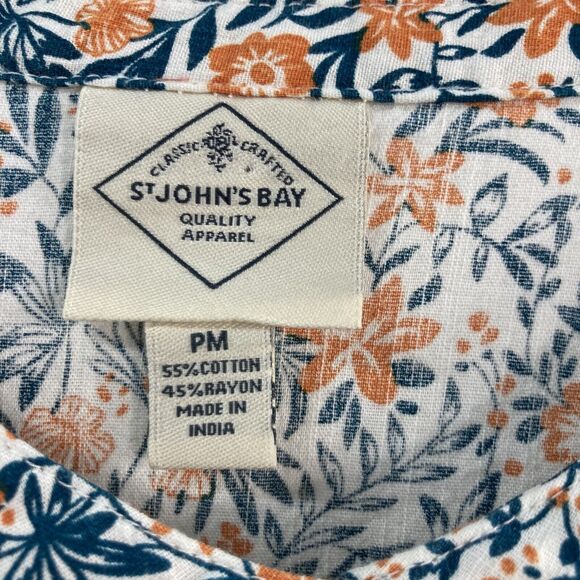 CLASSIC CRAFTED
ST JOHN'S BAY
QUALITY
APPAREL
PM
55%COTTON
45%RAYON
MADE IN
INDIA